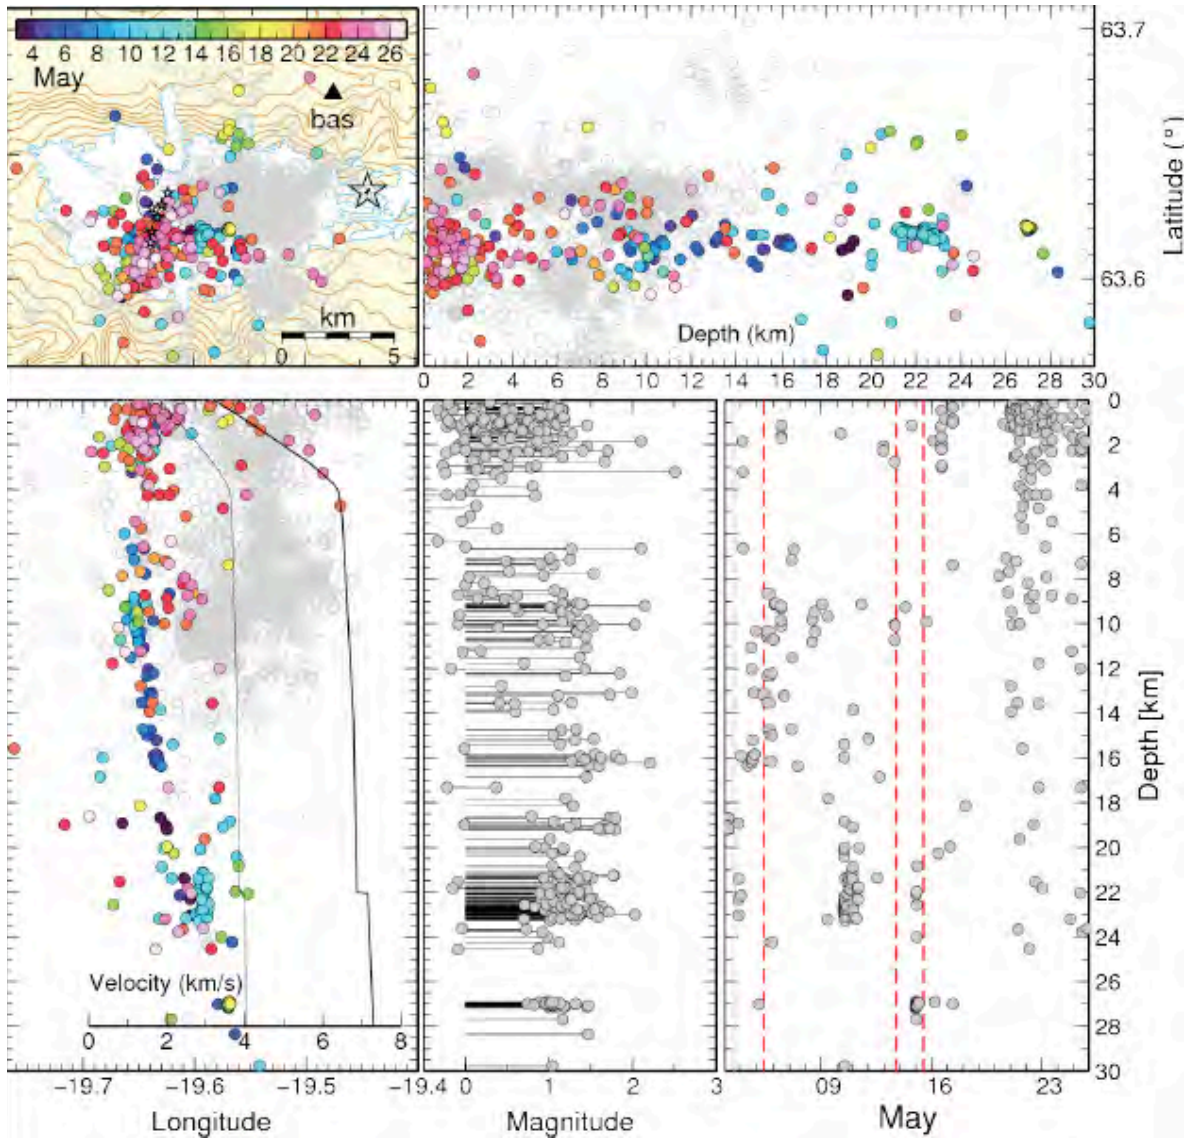 4 6 8 10 12 14 16 18 20 22 24 26
May
bas
km
0 5
63.7
Latitude (°)
63.6
Depth (km)
0 2 4 6 8 10 12 14 16 18 20 22 24 26 28 30
0
2
4
6
8
10
12
14
16
18
20
22
24
26
28
30
Depth [km]
Velocity (km/s)
0 2 4 6 8
−19.7 −19.6 −19.5 −19.4
Longitude
0 1 2 3
Magnitude
09 16 23
May